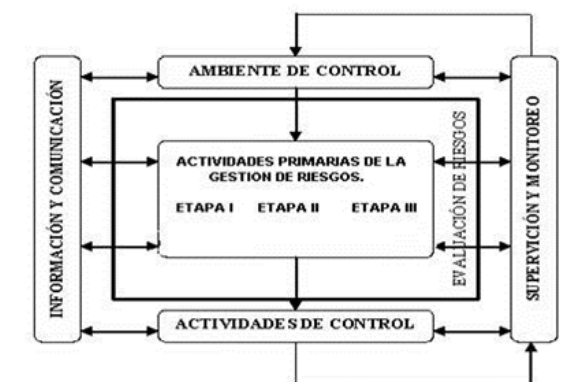 AMBIENTE DE CONTROL
INFORMACIÓN Y COMUNICACIÓN
ACTIVIDADES PRIMARIAS DE LA
GESTION DE RIESGOS.
ETAPA I ETAPA II ETAPA III
EVALUACIÓN DE RIESGOS
SUPERVICIÓN Y MONITOREO
ACTIVIDADES DE CONTROL